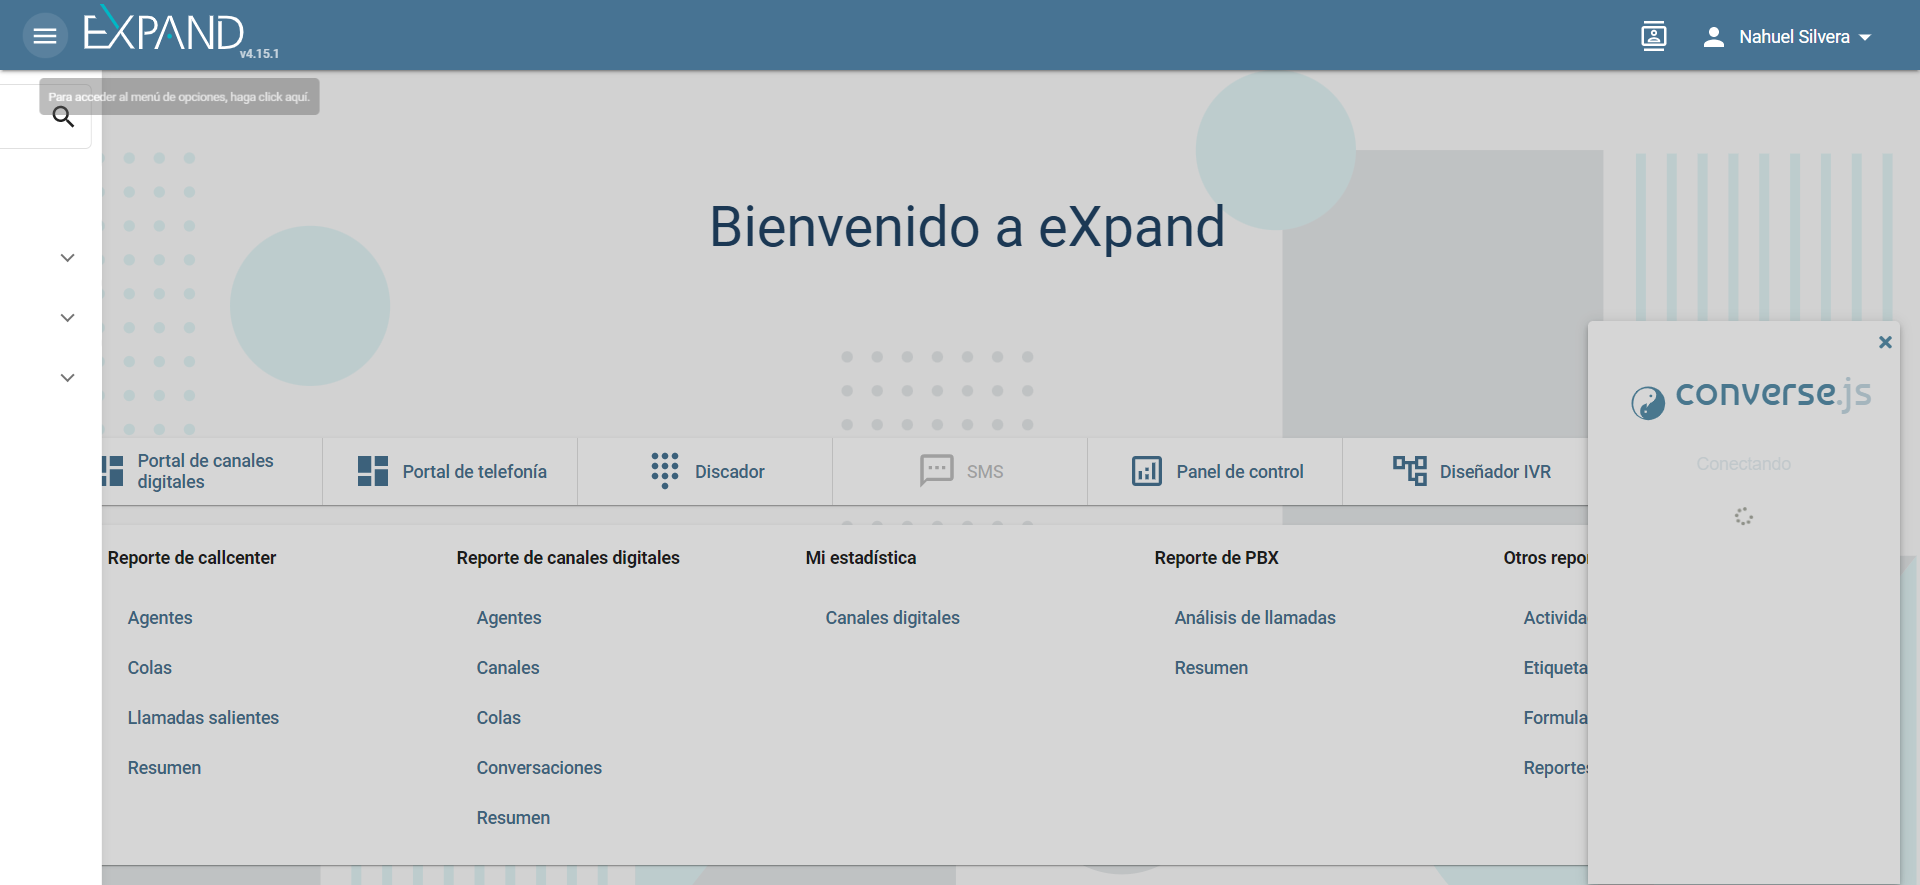 EXPAND
v4.15.1
Nahuel Silvera
Para acceder al menú de opciones, haga click aquí.
Bienvenido a eXpand
converse.js
Conectando
Portal de canales
digitales
Portal de telefonía
Discador
SMS
Panel de control
Diseñador IVR
Reporte de callcenter
Agentes
Colas
Llamadas salientes
Resumen
Reporte de canales digitales
Agentes
Canales
Colas
Conversaciones
Resumen
Mi estadística
Canales digitales
Reporte de PBX
Análisis de llamadas
Resumen
Otros repo
Activida
Etiqueta
Formula
Reportes